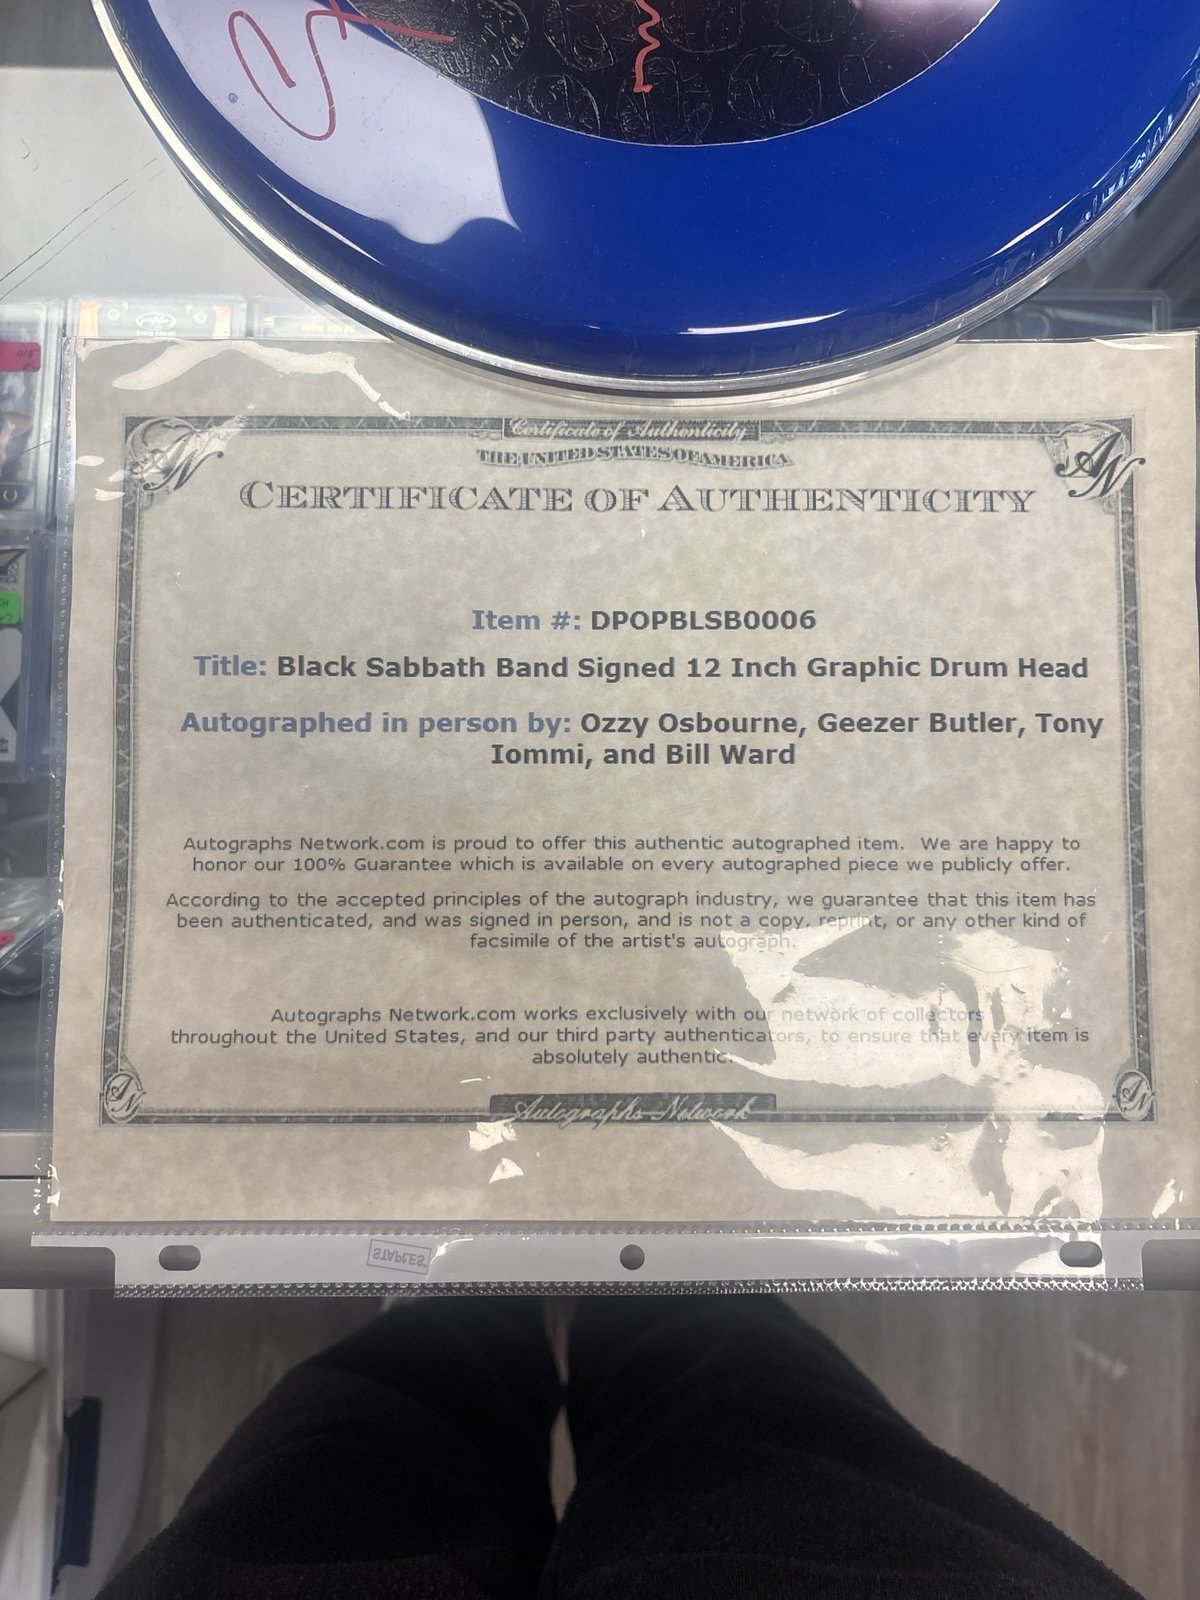 Certificate of Authenticity
THE UNITED STATES OF AMERICA
CERTIFICATE OF AUTHENTICITY
AN
AN
Item #: DPOPBLSB0006
Title: Black Sabbath Band Signed 12 Inch Graphic Drum Head
Autographed in person by: Ozzy Osbourne, Geezer Butler, Tony
Iommi, and Bill Ward
Autographs Network.com is proud to offer this authentic autographed item. We are happy to
honor our 100% Guarantee which is available on every autographed piece we publicly offer.
According to the accepted principles of the autograph industry, we guarantee that this item has
been authenticated, and was signed in person, and is not a copy, reprint, or any other kind of
facsimile of the artist's autograph.
Autographs Network.com works exclusively with our network of collectors
throughout the United States, and our third party authenticators, to ensure that every item is
absolutely authentic.
AN
AN
Autographs Network
STAPLES